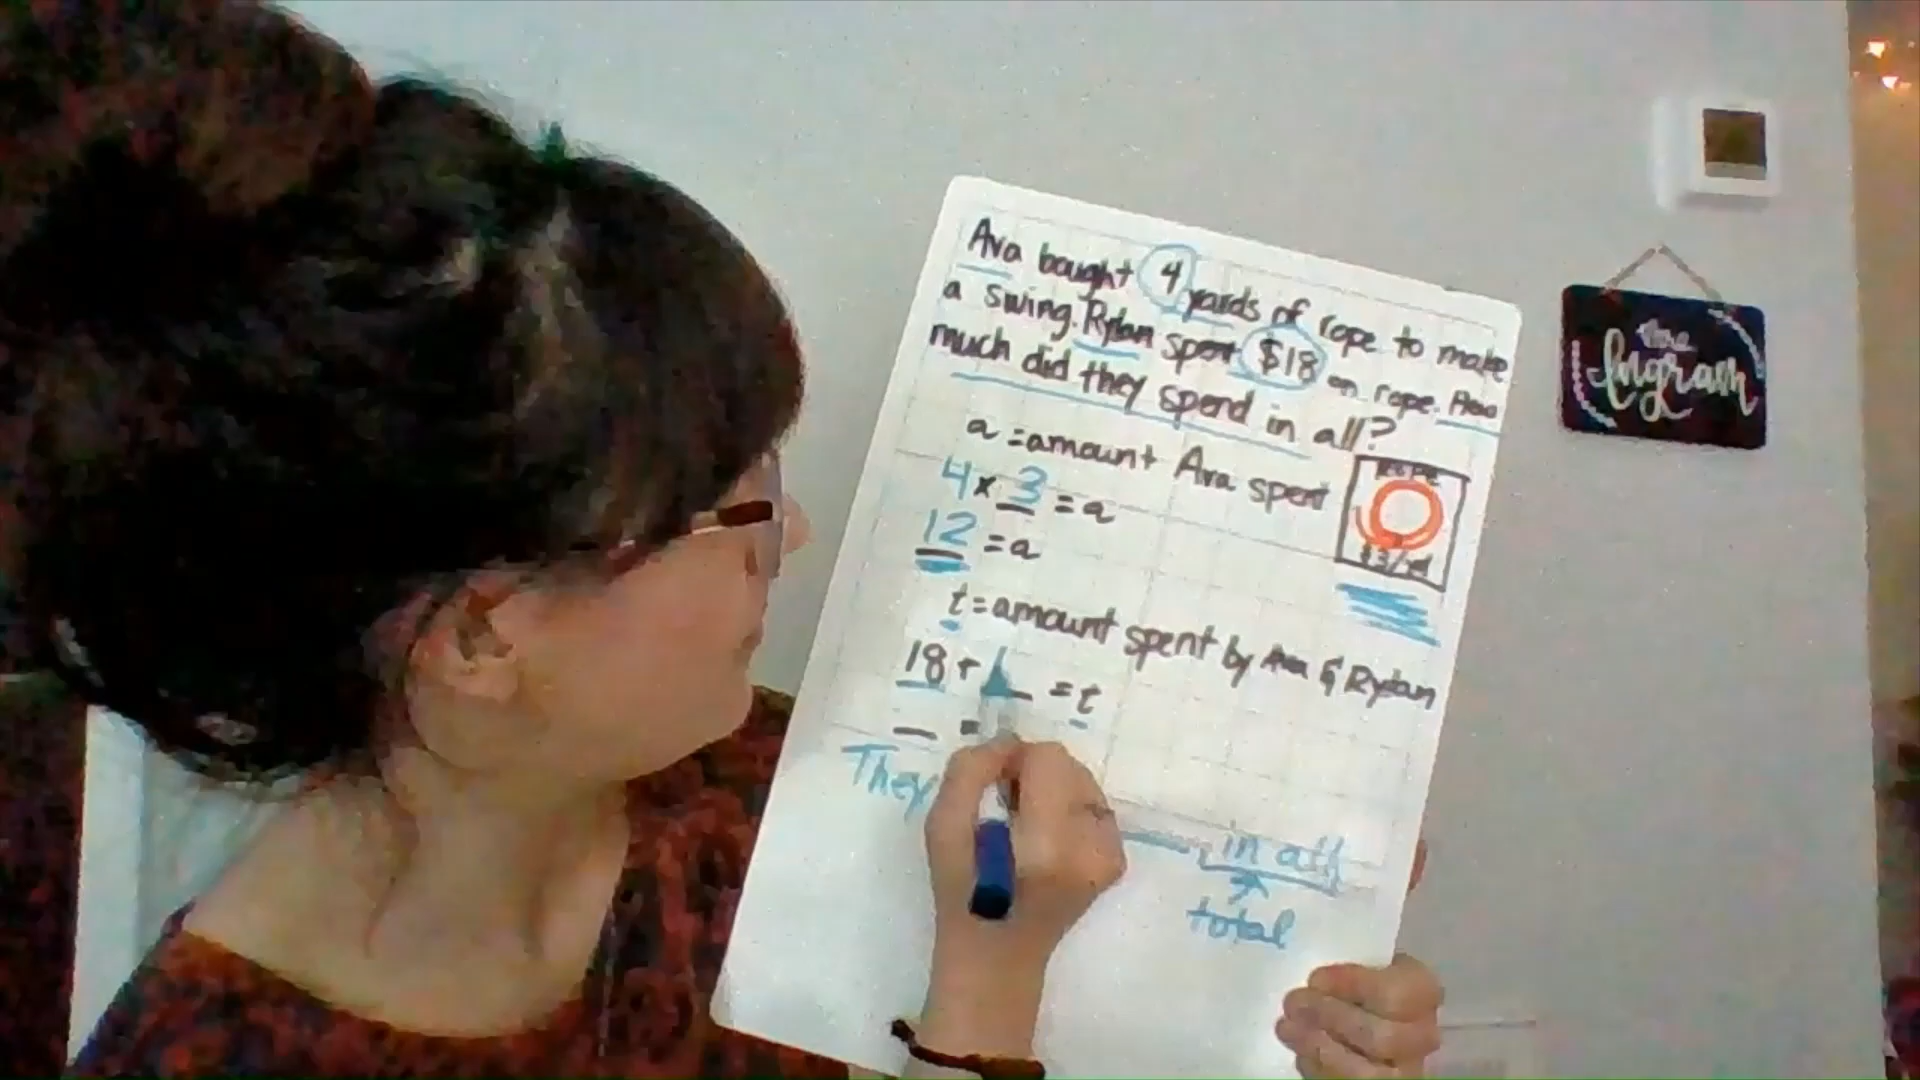 Ava bought 4 yards of rope to make
a swing. Rylan spent $18 on rope. How
much did they spend in all?
a = amount Ava spent
4 x 3 = a
12 = a
Rope
$3/yd
t = amount spent by Ava & Rylan
18 + 1 = t
=
They
in all
total
the
Ingram